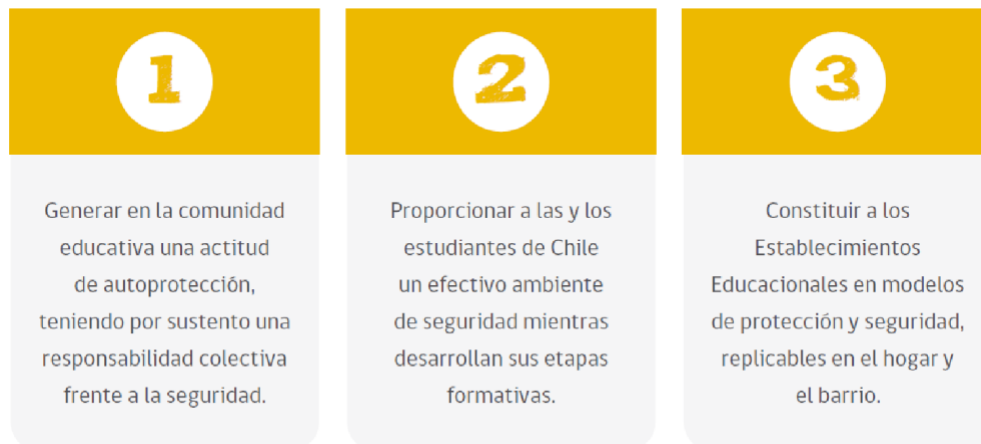 1
Generar en la comunidad
educativa una actitud
de autoprotección,
teniendo por sustento una
responsabilidad colectiva
frente a la seguridad.
2
Proporcionar a las y los
estudiantes de Chile
un efectivo ambiente
de seguridad mientras
desarrollan sus etapas
formativas.
3
Constituir a los
Establecimientos
Educacionales en modelos
de protección y seguridad,
replicables en el hogar y
el barrio.